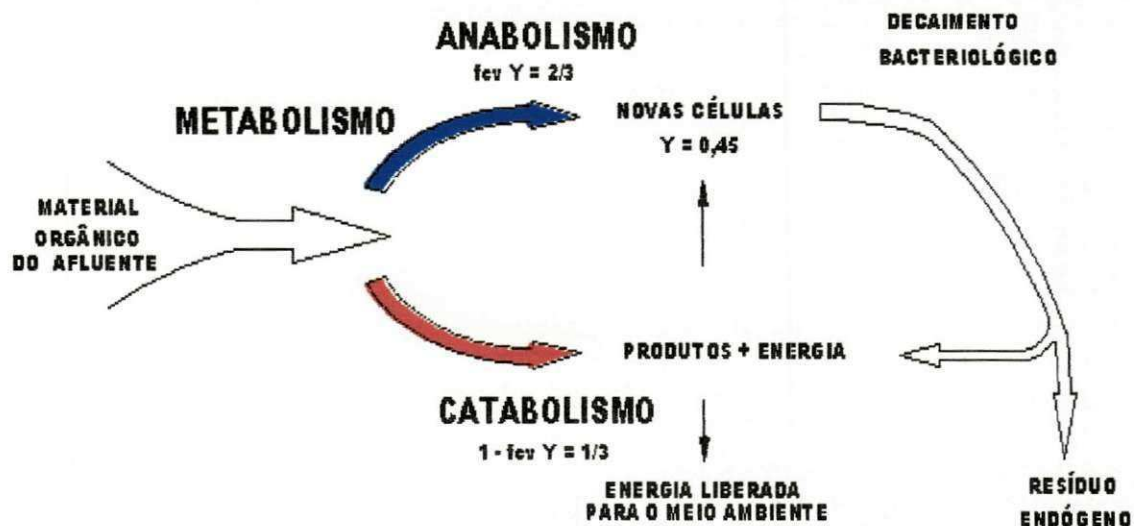 ANABOLISMO
fcv Y = 2/3
DECAIMENTO
BACTERIOLÓGICO
METABOLISMO
NOVAS CÉLULAS
Y = 0,45
MATERIAL
ORGÂNICO
DO AFLUENTE
PRODUTOS + ENERGIA
CATABOLISMO
1 - fcv Y = 1/3
ENERGIA LIBERADA
PARA O MEIO AMBIENTE
RESÍDUO
ENDÓGENO